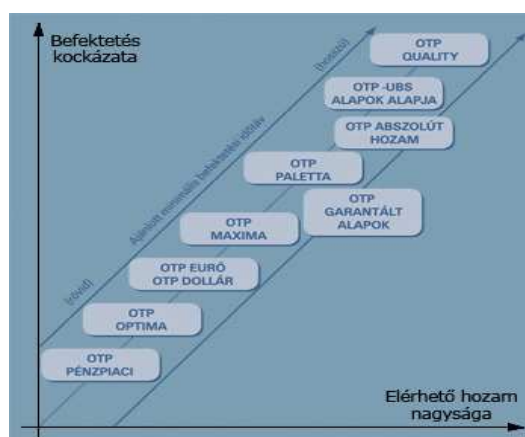 Befektetés
kockázata
OTP
QUALITY
(hosszú)
OTP -UBS
ALAPOK ALAPJA
OTP ABSZOLÚT
HOZAM
Ajánlott minimális befektetési időtáv
OTP
PALETTA
OTP
GARANTÁLT
ALAPOK
OTP
MAXIMA
OTP EURÓ
OTP DOLLÁR
(rövid)
OTP
OPTIMA
OTP
PÉNZPIACI
Elérhető hozam
nagysága